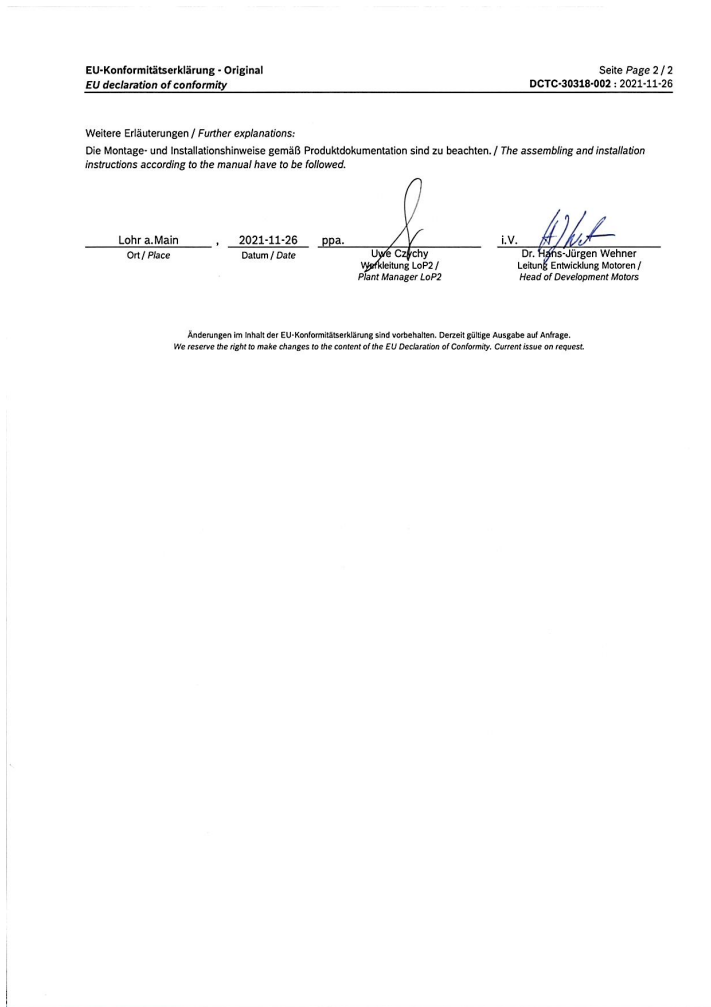 EU-Konformitätserklärung - Original
EU declaration of conformity
Seite Page 2 / 2
DCTC-30318-002 : 2021-11-26
Weitere Erläuterungen / Further explanations:
Die Montage- und Installationshinweise gemäß Produktdokumentation sind zu beachten. / The assembling and installation
instructions according to the manual have to be followed.
Lohr a.Main , 2021-11-26 ppa. i.V.
Ort / Place Datum / Date
Uwe Czychy
Werkleitung LoP2 /
Plant Manager LoP2
Dr. Hans-Jürgen Wehner
Leitung Entwicklung Motoren /
Head of Development Motors
Änderungen im Inhalt der EU-Konformitätserklärung sind vorbehalten. Derzeit gültige Ausgabe auf Anfrage.
We reserve the right to make changes to the content of the EU Declaration of Conformity. Current issue on request.